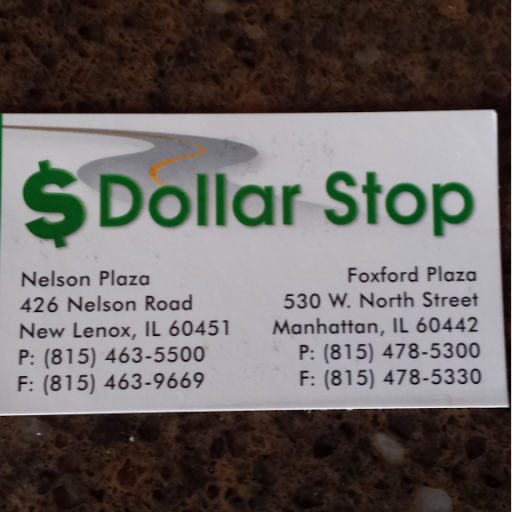 $ Dollar Stop
Nelson Plaza
426 Nelson Road
New Lenox, IL 60451
P: (815) 463-5500
F: (815) 463-9669
Foxford Plaza
530 W. North Street
Manhattan, IL 60442
P: (815) 478-5300
F: (815) 478-5330